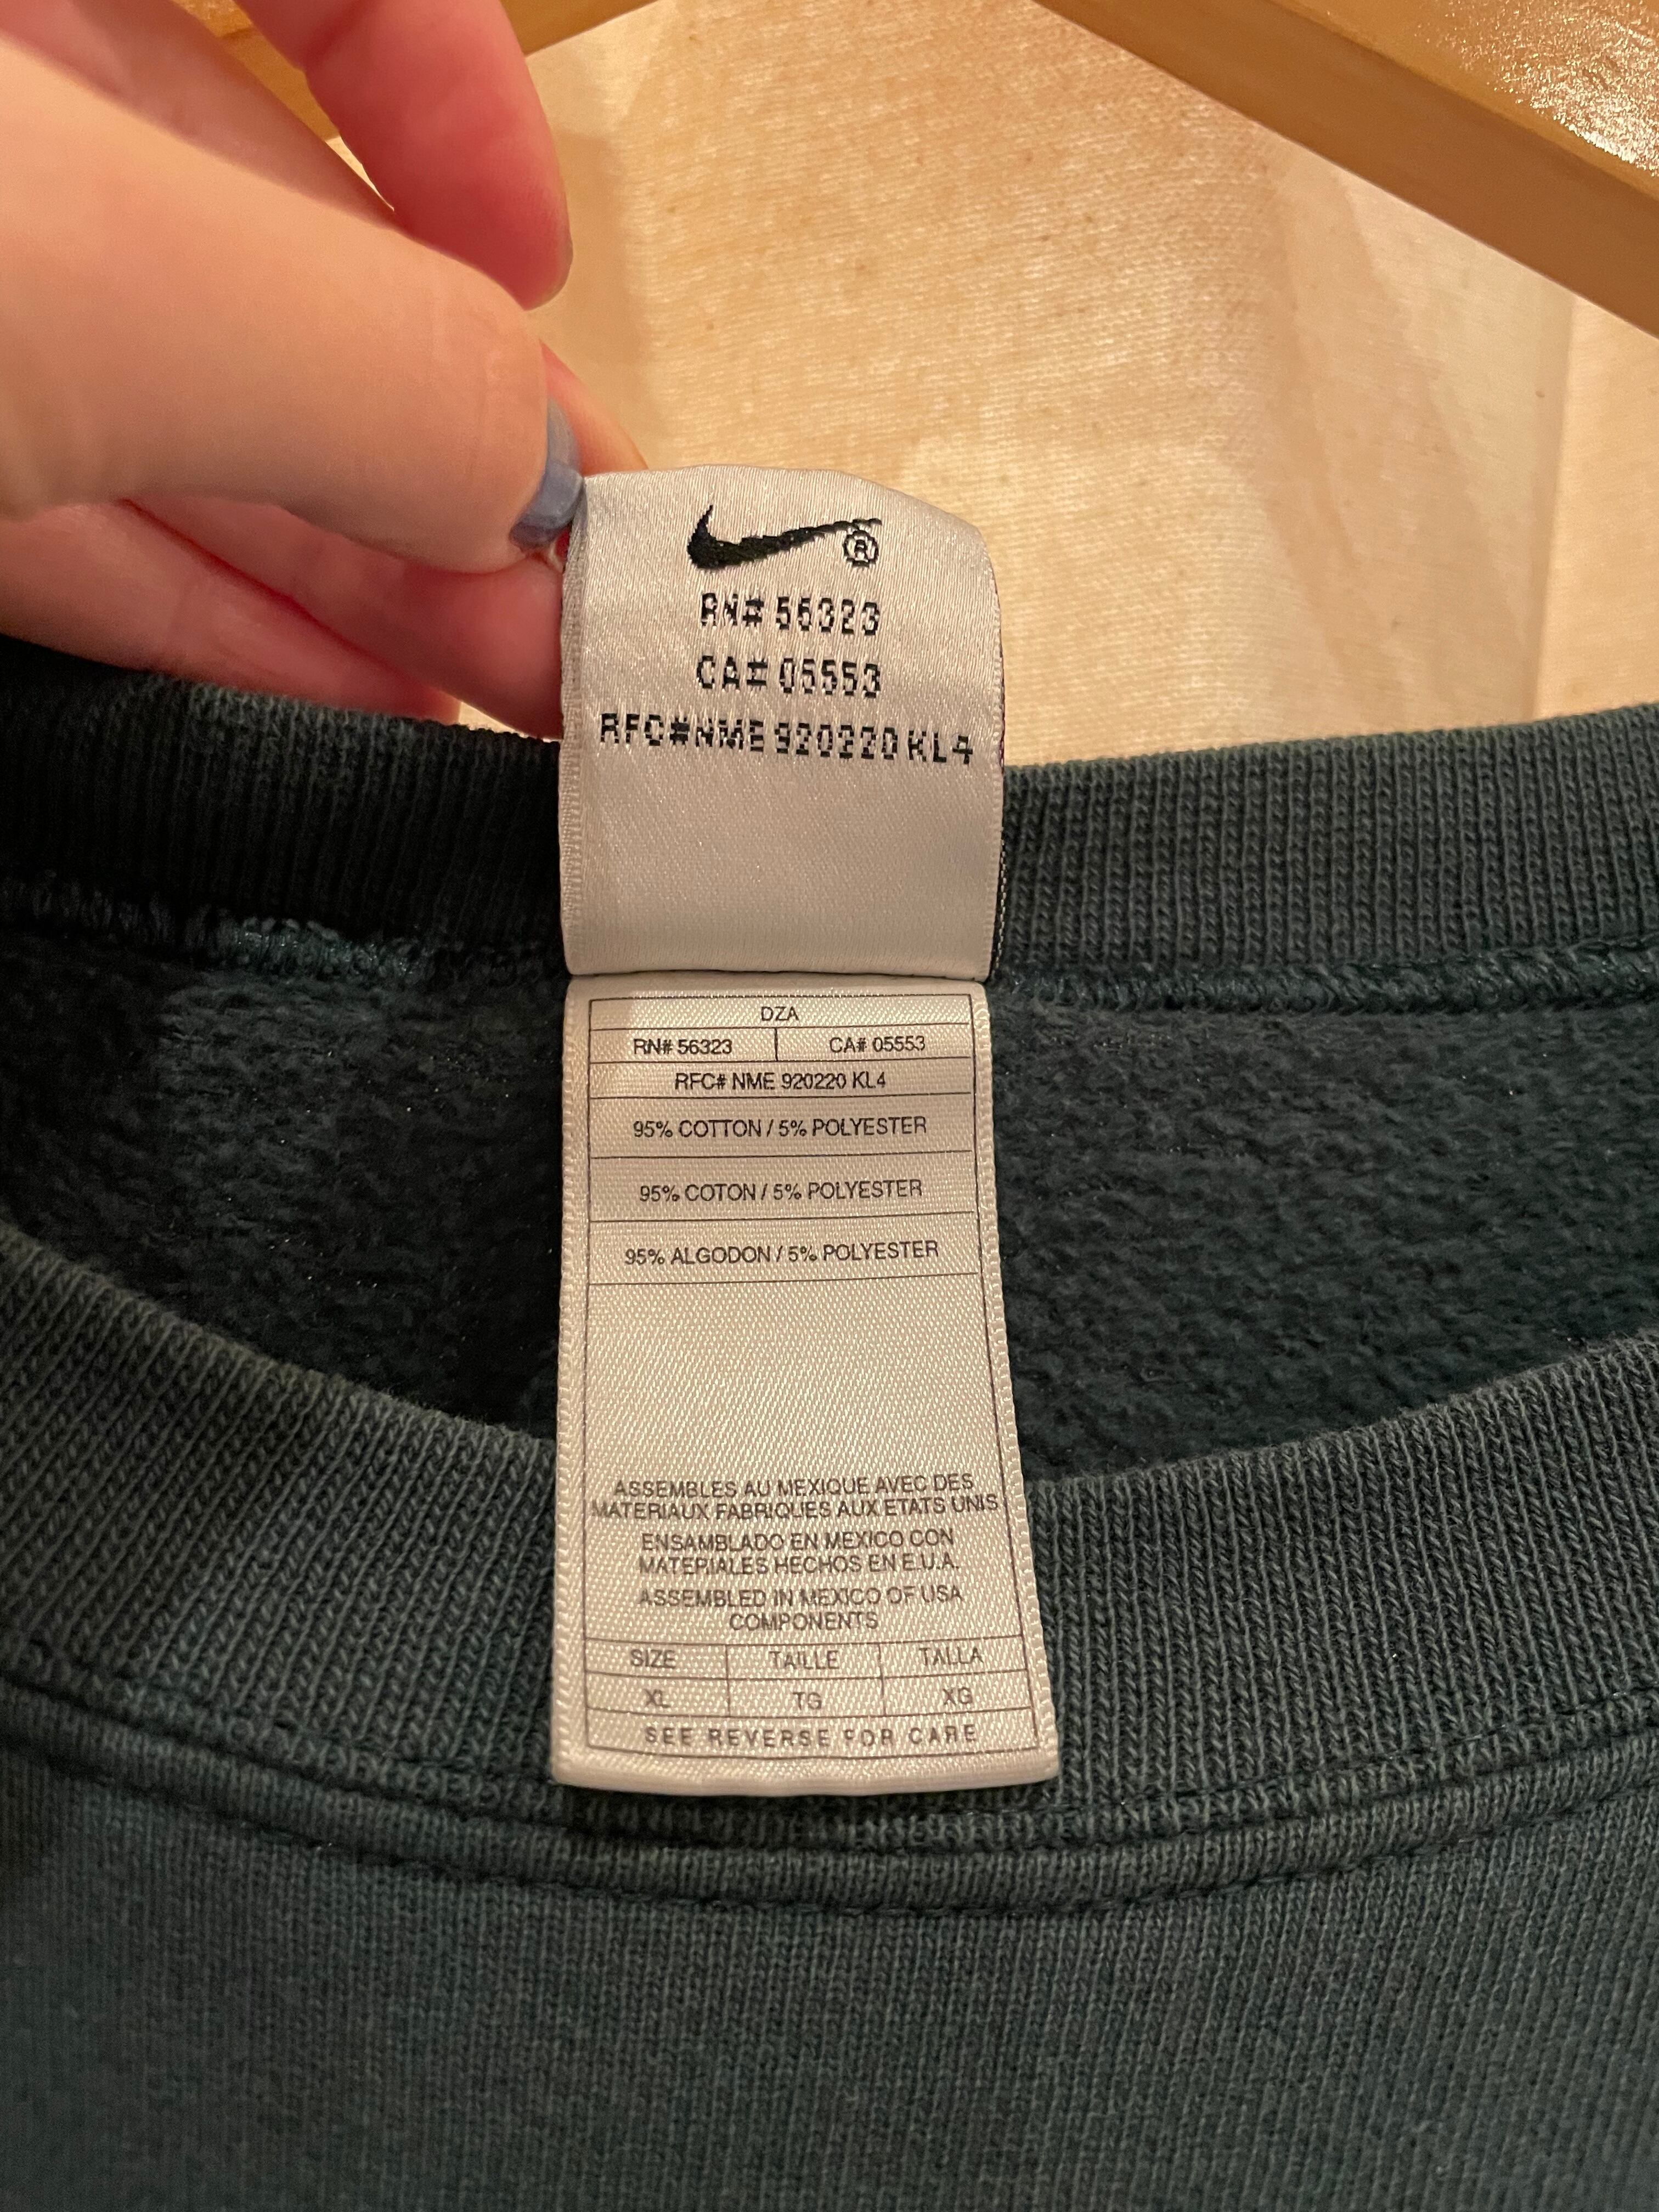 ®
RN# 56323
CA# 05553
RFC#NME 920220 KL4
DZA
RN# 56323 CA# 05553
RFC# NME 920220 KL4
95% COTTON / 5% POLYESTER
95% COTON / 5% POLYESTER
95% ALGODON / 5% POLYESTER
ASSEMBLES AU MEXIQUE AVEC DES
MATERIAUX FABRIQUES AUX ETATS UNIS
ENSAMBLADO EN MEXICO CON
MATERIALES HECHOS EN E.U.A.
ASSEMBLED IN MEXICO OF USA
COMPONENTS
SIZE TAILLE TALLA
XL TG XG
SEE REVERSE FOR CARE